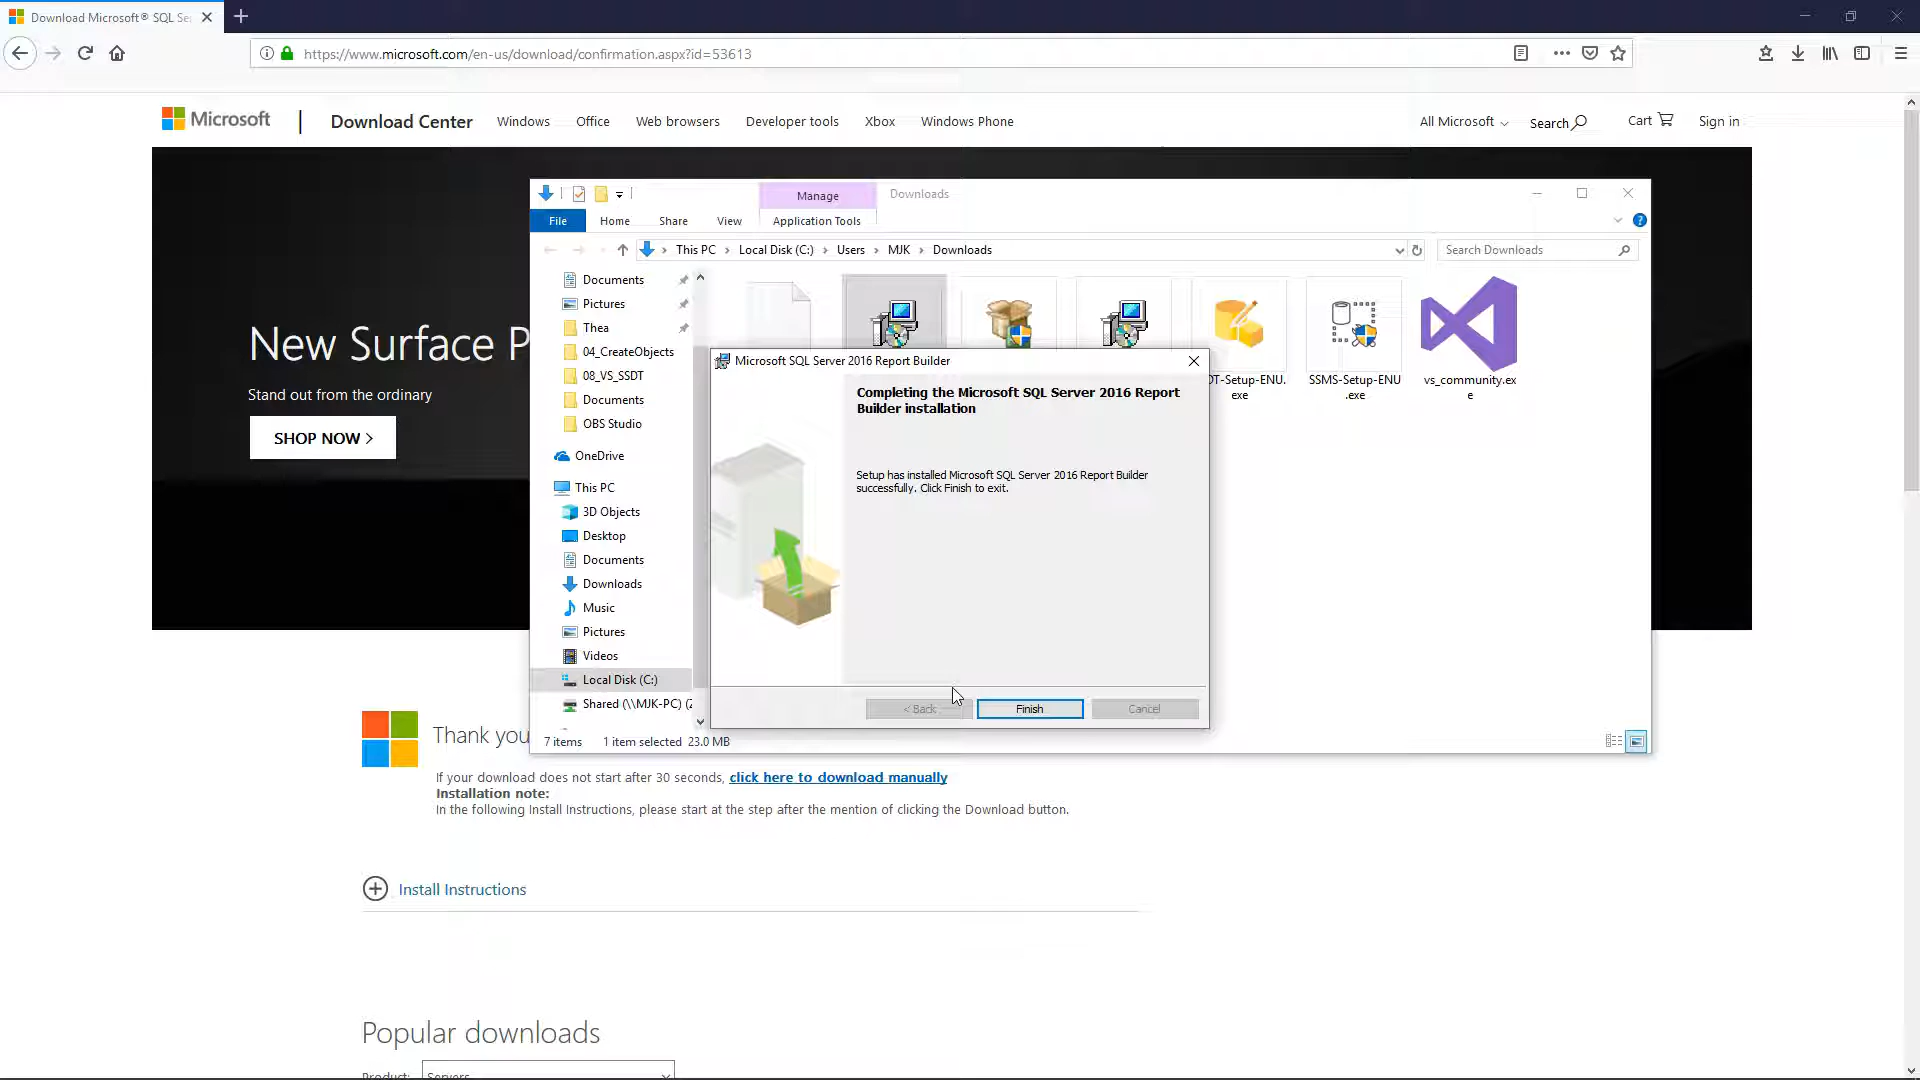 Download Microsoft® SQL Se
https://www.microsoft.com/en-us/download/confirmation.aspx?id=53613
Microsoft
Download Center
Windows
Office
Web browsers
Developer tools
Xbox
Windows Phone
All Microsoft
Search
Cart
Sign in
New Surface P
Stand out from the ordinary
SHOP NOW
Manage
Downloads
File
Home
Share
View
Application Tools
This PC
Local Disk (C:)
Users
MJK
Downloads
Search Downloads
Documents
Pictures
Thea
04_CreateObjects
08_VS_SSDT
Documents
OBS Studio
OneDrive
This PC
3D Objects
Desktop
Documents
Downloads
Music
Pictures
Videos
Local Disk (C:)
Shared (\\MJK-PC) (Z
DT-Setup-ENU.
exe
SSMS-Setup-ENU
.exe
vs_community.ex
e
Microsoft SQL Server 2016 Report Builder
Completing the Microsoft SQL Server 2016 Report
Builder installation
Setup has installed Microsoft SQL Server 2016 Report Builder
successfully. Click Finish to exit.
< Back
Finish
Cancel
7 items
1 item selected 23.0 MB
Thank you
If your download does not start after 30 seconds, click here to download manually
Installation note:
In the following Install Instructions, please start at the step after the mention of clicking the Download button.
Install Instructions
Popular downloads
Product:
Servers